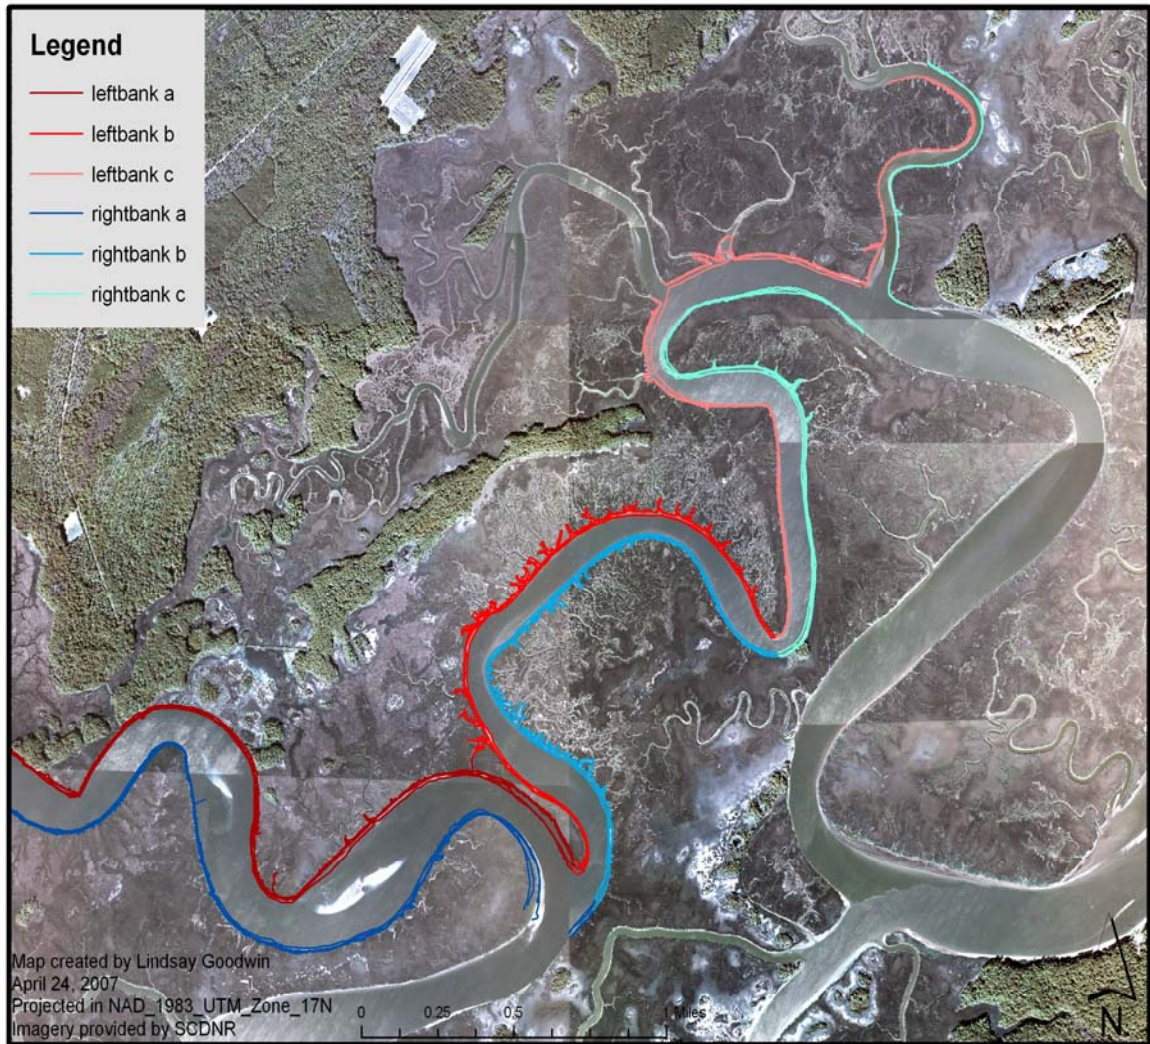 Legend
leftbank a
leftbank b
leftbank c
rightbank a
rightbank b
rightbank c
Map created by Lindsay Goodwin
April 24, 2007
Projected in NAD_1983_UTM_Zone_17N
Imagery provided by SCDNR
0 0.25 0.5 1 Miles
N